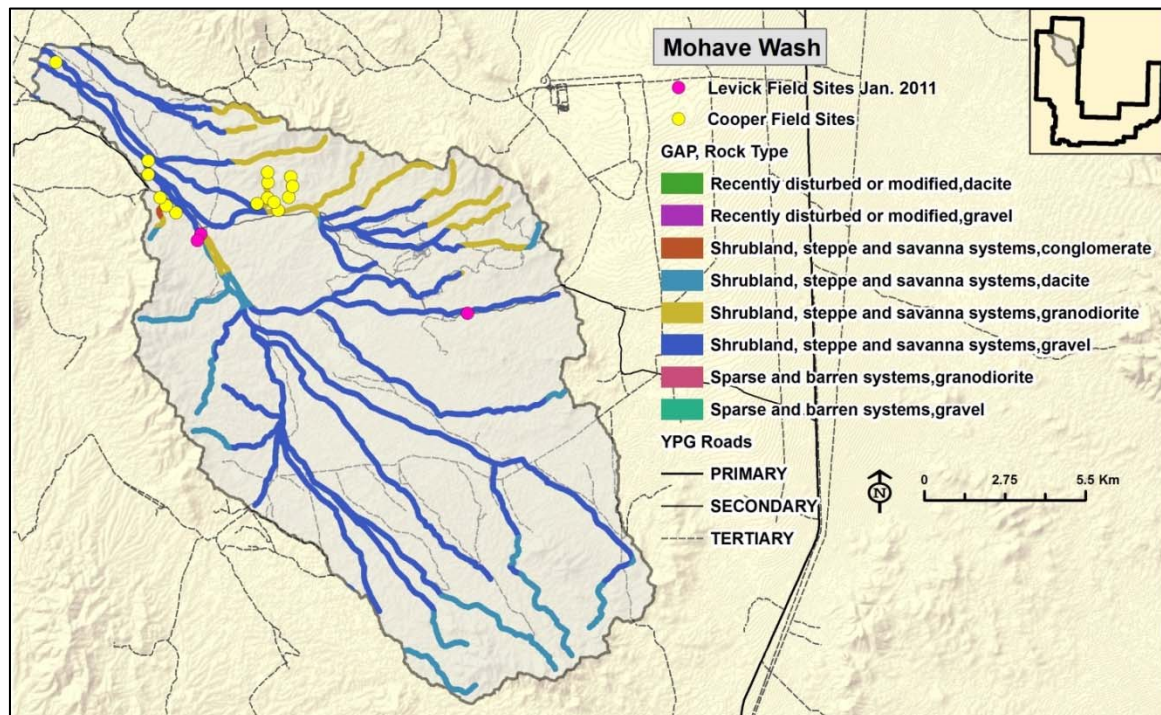 Mohave Wash
Levick Field Sites Jan. 2011
Cooper Field Sites
GAP, Rock Type
Recently disturbed or modified,dacite
Recently disturbed or modified,gravel
Shrubland, steppe and savanna systems,conglomerate
Shrubland, steppe and savanna systems,dacite
Shrubland, steppe and savanna systems,granodiorite
Shrubland, steppe and savanna systems,gravel
Sparse and barren systems,granodiorite
Sparse and barren systems,gravel
YPG Roads
PRIMARY
SECONDARY
TERTIARY
N
0 2.75 5.5 Km